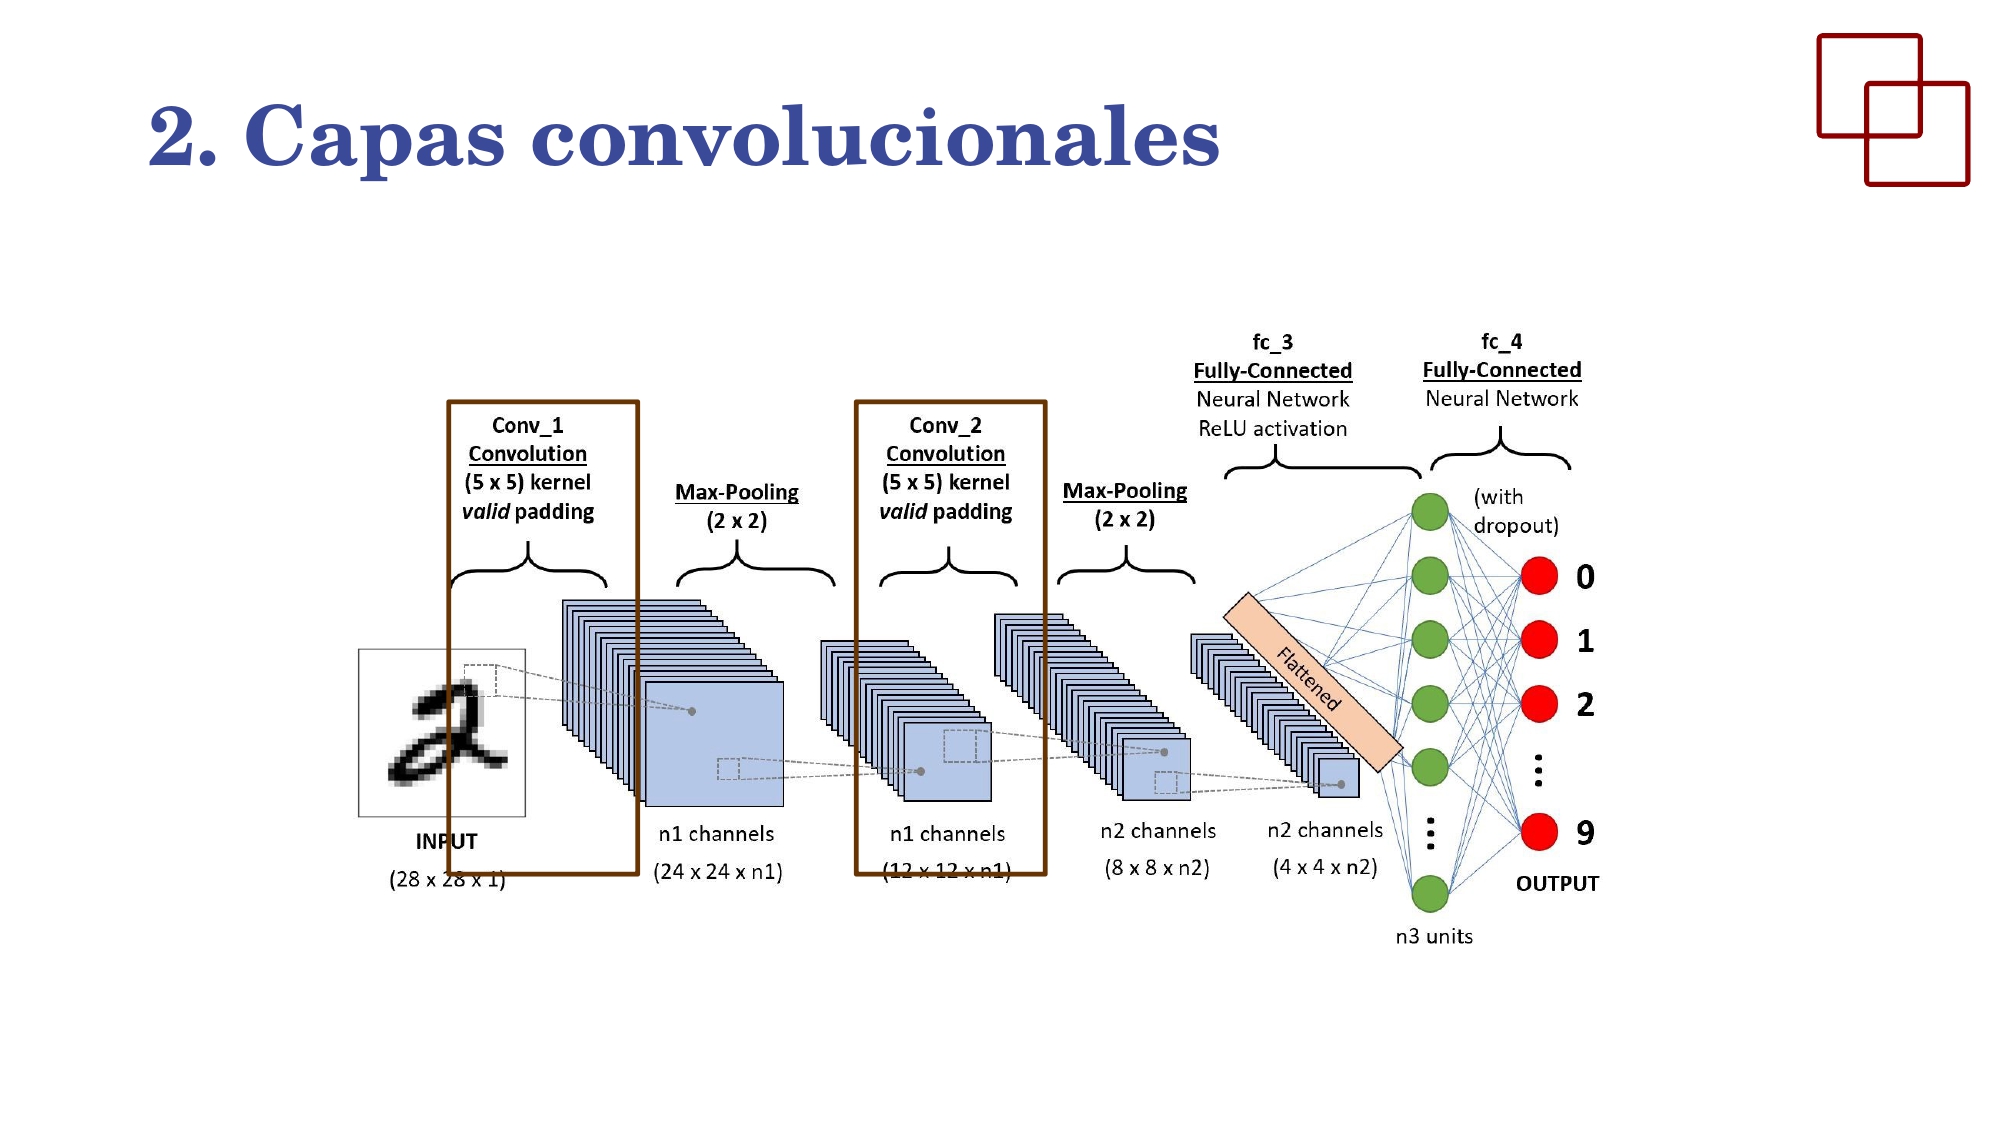 2. Capas convolucionales
fc_3
Fully-Connected
Neural Network
ReLU activation
fc_4
Fully-Connected
Neural Network
(with
dropout)
Conv_1
Convolution
(5 x 5) kernel
valid padding
Max-Pooling
(2 x 2)
Conv_2
Convolution
(5 x 5) kernel
valid padding
Max-Pooling
(2 x 2)
Flattened
0
1
2
9
INPUT
(28 x 28 x 1)
n1 channels
(24 x 24 x n1)
n1 channels
(12 x 12 x n1)
n2 channels
(8 x 8 x n2)
n2 channels
(4 x 4 x n2)
OUTPUT
n3 units